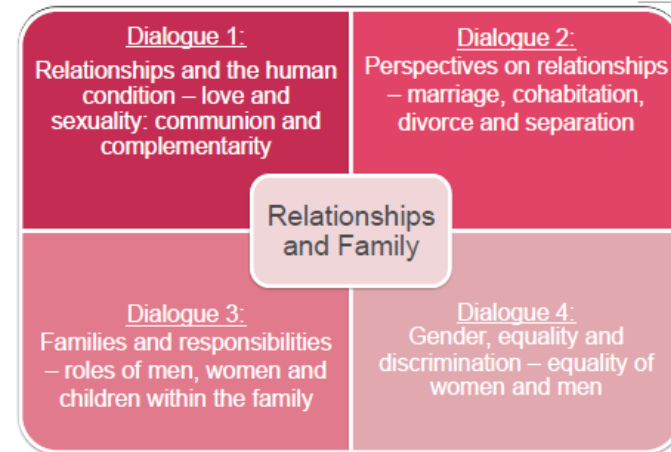 Dialogue 1:
Relationships and the human
condition – love and
sexuality: communion and
complementarity
Dialogue 2:
Perspectives on relationships
– marriage, cohabitation,
divorce and separation
Relationships
and Family
Dialogue 3:
Families and responsibilities
– roles of men, women and
children within the family
Dialogue 4:
Gender, equality and
discrimination – equality of
women and men